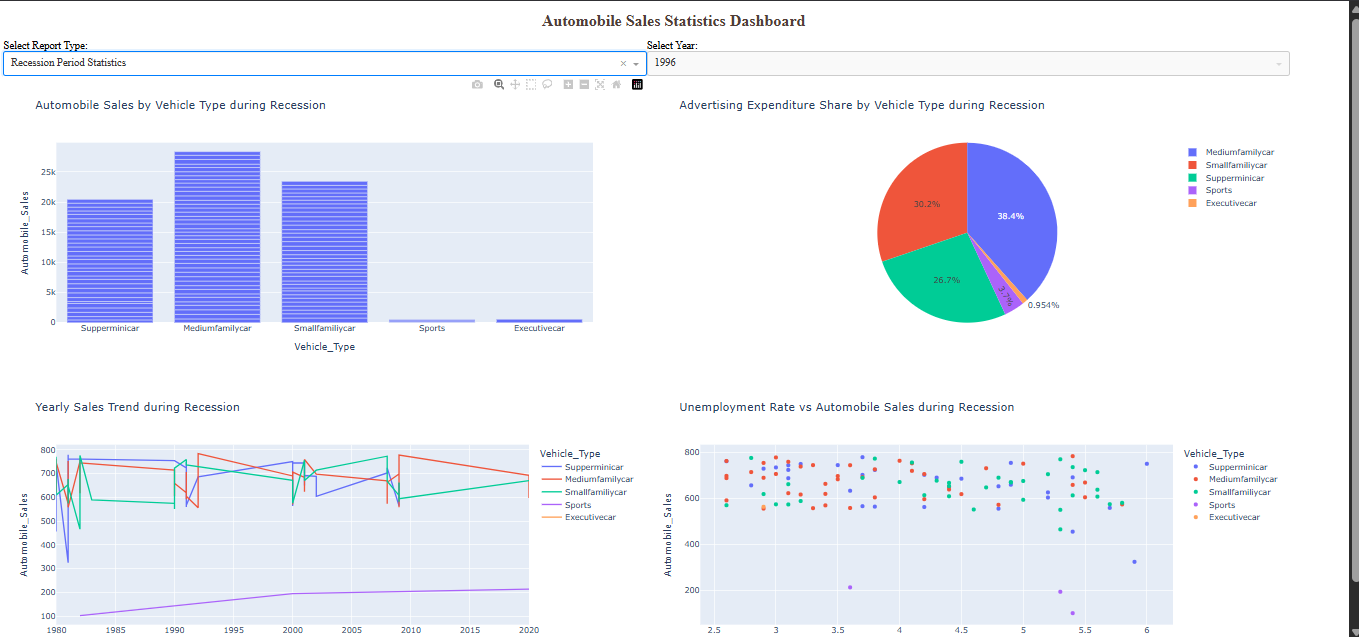 Automobile Sales Statistics Dashboard
Select Report Type:
Select Year:
Recession Period Statistics
1996
Automobile Sales by Vehicle Type during Recession
25k
20k
15k
10k
5k
0
Automobile_Sales
Supperminicar
Mediumfamilycar
Smallfamiliycar
Sports
Executivecar
Vehicle_Type
Advertising Expenditure Share by Vehicle Type during Recession
38.4%
30.2%
26.7%
3.7%
0.954%
Mediumfamilycar
Smallfamiliycar
Supperminicar
Sports
Executivecar
Yearly Sales Trend during Recession
800
700
600
500
400
300
200
100
Automobile_Sales
1980
1985
1990
1995
2000
2005
2010
2015
2020
Vehicle_Type
Supperminicar
Mediumfamilycar
Smallfamiliycar
Sports
Executivecar
Unemployment Rate vs Automobile Sales during Recession
800
600
400
200
Automobile_Sales
2.5
3
3.5
4
4.5
5
5.5
6
Vehicle_Type
Supperminicar
Mediumfamilycar
Smallfamiliycar
Sports
Executivecar